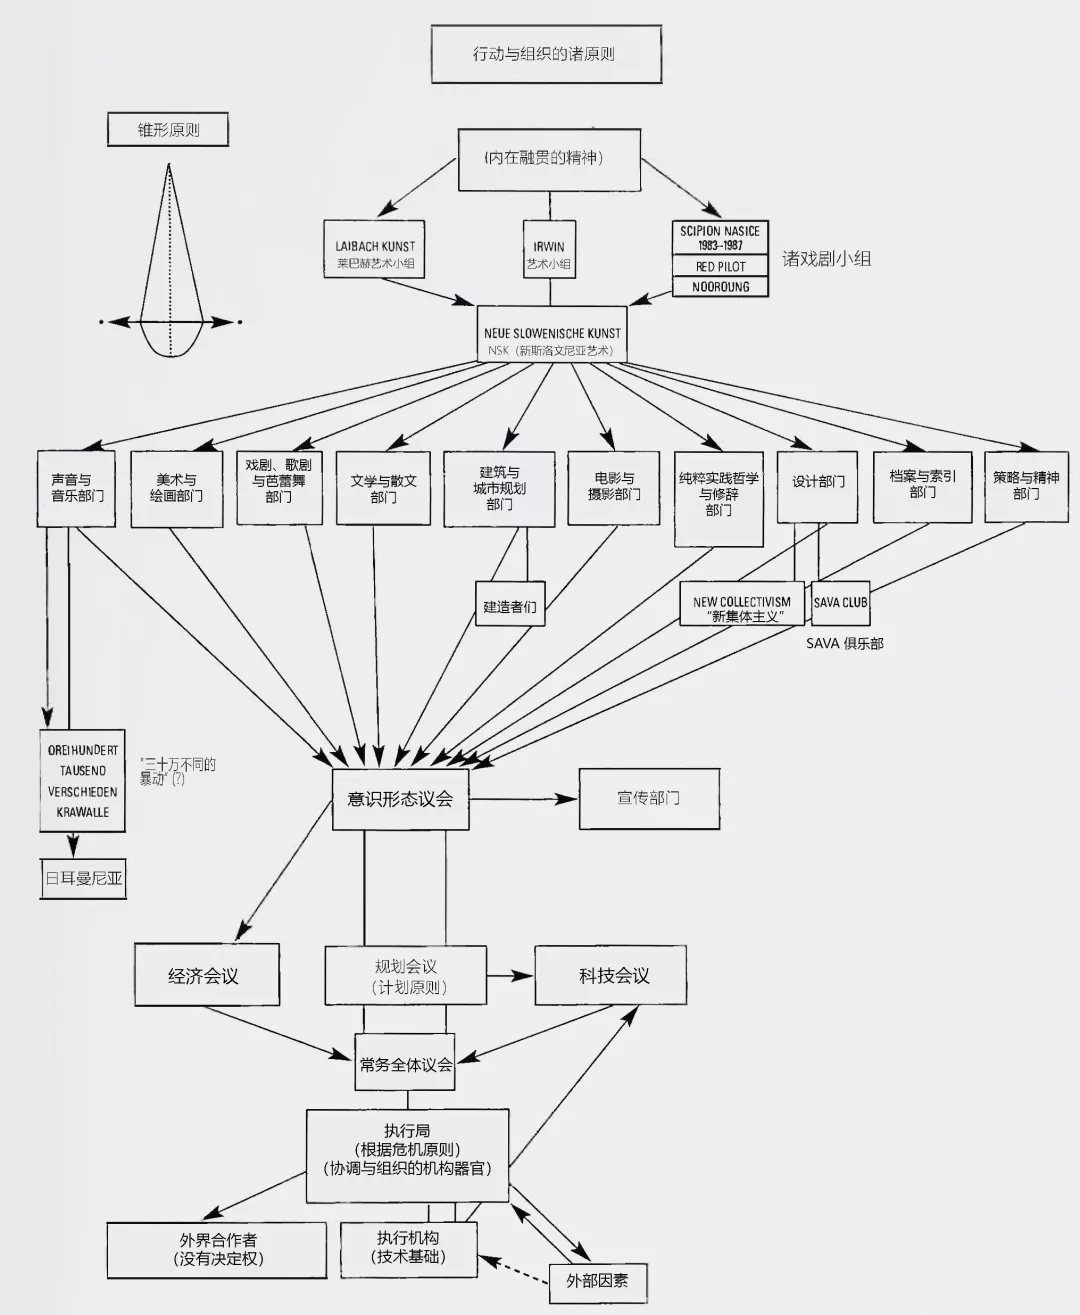 行动与组织的诸原则
锥形原则
(内在融贯的精神)
LAIBACH KUNST
莱巴赫艺术小组
IRWIN
艺术小组
SCIPION NASICE
1983-1987
RED PILOT
NOOROUNG
诸戏剧小组
NEUE SLOWENISCHE KUNST
NSK（新斯洛文尼亚艺术）
声音与
音乐部门
美术与
绘画部门
戏剧、歌剧
与芭蕾舞
部门
文学与散文
部门
建筑与
城市规划
部门
电影与
摄影部门
纯粹实践哲学
与修辞
部门
设计部门
档案与索引
部门
策略与精神
部门
建造者们
NEW COLLECTIVISM
“新集体主义”
SAVA CLUB
SAVA 俱乐部
OREIHUNDERT
TAUSEND
VERSCHIEDEN
KRAWALLE
“三十万不同的
暴动”(?)
日耳曼尼亚
意识形态议会
宣传部门
经济会议
规划会议
（计划原则）
科技会议
常务全体议会
执行局
(根据危机原则)
(协调与组织的机构器官)
外界合作者
(没有决定权)
执行机构
(技术基础)
外部因素